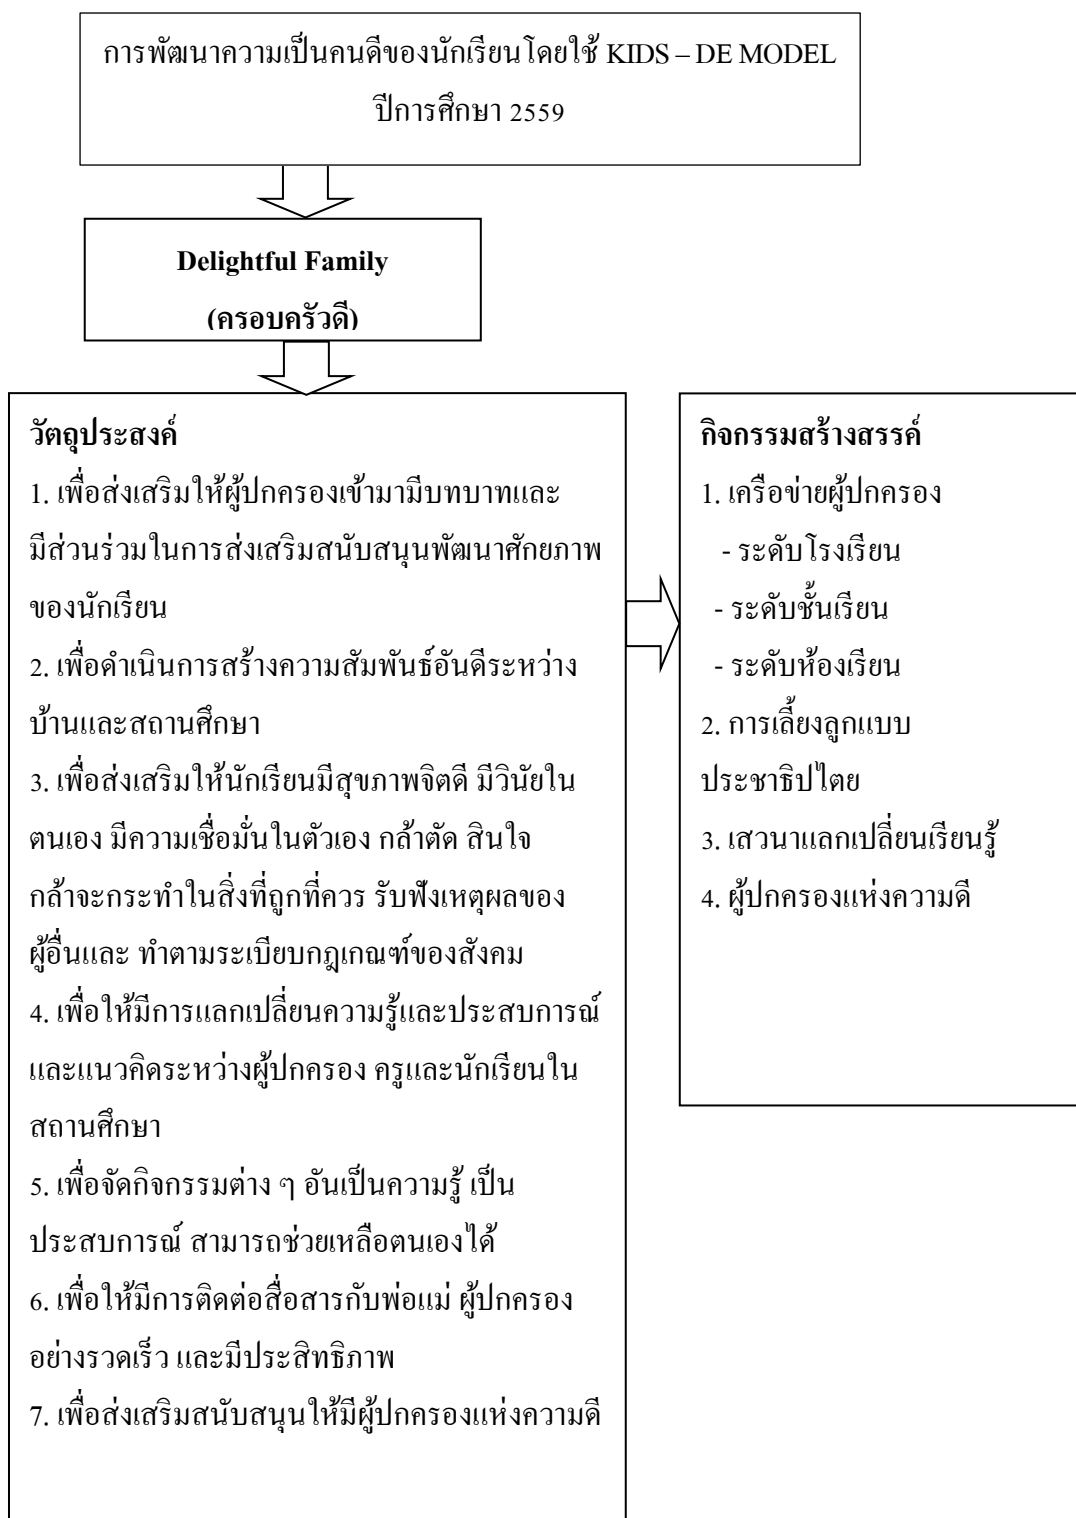 การพัฒนาความเป็นคนดีของนักเรียนโดยใช้ KIDS – DE MODEL
ปีการศึกษา 2559
Delightful Family
(ครอบครัวดี)
วัตถุประสงค์
1. เพื่อส่งเสริมให้ผู้ปกครองเข้ามามีบทบาทและ
มีส่วนร่วมในการส่งเสริมสนับสนุนพัฒนาศักยภาพ
ของนักเรียน
2. เพื่อดำเนินการสร้างความสัมพันธ์อันดีระหว่าง
บ้านและสถานศึกษา
3. เพื่อส่งเสริมให้นักเรียนมีสุขภาพจิตดี มีวินัยใน
ตนเอง มีความเชื่อมั่นในตัวเอง กล้าตัด สินใจ
กล้าจะกระทำในสิ่งที่ถูกที่ควร รับฟังเหตุผลของ
ผู้อื่นและ ทำตามระเบียบกฎเกณฑ์ของสังคม
4. เพื่อให้มีการแลกเปลี่ยนความรู้และประสบการณ์
และแนวคิดระหว่างผู้ปกครอง ครูและนักเรียนใน
สถานศึกษา
5. เพื่อจัดกิจกรรมต่าง ๆ อันเป็นความรู้ เป็น
ประสบการณ์ สามารถช่วยเหลือตนเองได้
6. เพื่อให้มีการติดต่อสื่อสารกับพ่อแม่ ผู้ปกครอง
อย่างรวดเร็ว และมีประสิทธิภาพ
7. เพื่อส่งเสริมสนับสนุนให้มีผู้ปกครองแห่งความดี
กิจกรรมสร้างสรรค์
1. เครือข่ายผู้ปกครอง
- ระดับโรงเรียน
- ระดับชั้นเรียน
- ระดับห้องเรียน
2. การเลี้ยงลูกแบบ
ประชาธิปไตย
3. เสวนาแลกเปลี่ยนเรียนรู้
4. ผู้ปกครองแห่งความดี